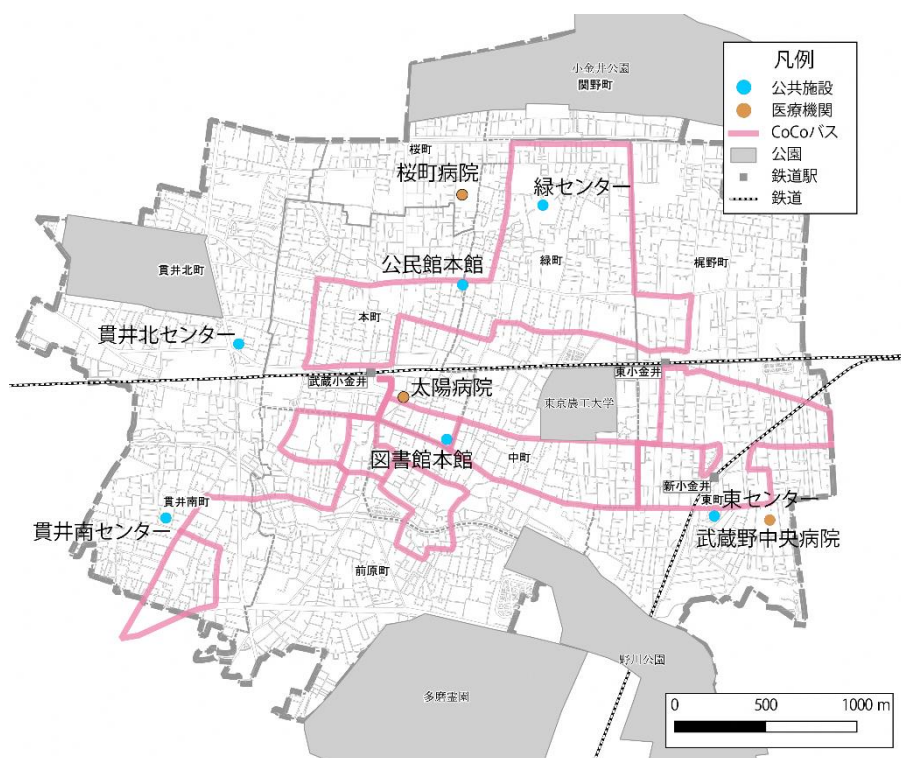 小金井公園
関野町
凡例
公共施設
医療機関
CoCoバス
公園
鉄道駅
鉄道
桜町
桜町病院
緑センター
貫井北町
緑町
梶野町
公民館本館
本町
貫井北センター
武蔵小金井
東小金井
太陽病院
東京農工大学
図書館本館
中町
新小金井
東町
東センター
貫井南町
貫井南センター
武蔵野中央病院
前原町
野川公園
多磨霊園
0 500 1000 m